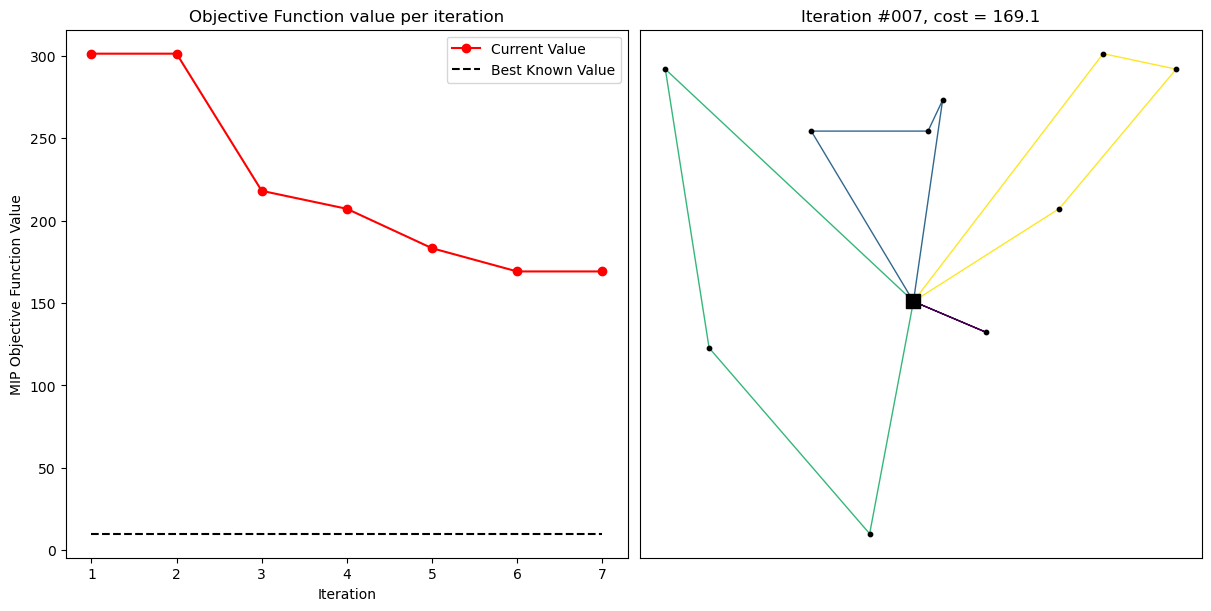 Objective Function value per iteration
Current Value
Best Known Value
MIP Objective Function Value
300
250
200
150
100
50
0
1 2 3 4 5 6 7
Iteration
Iteration #007, cost = 169.1